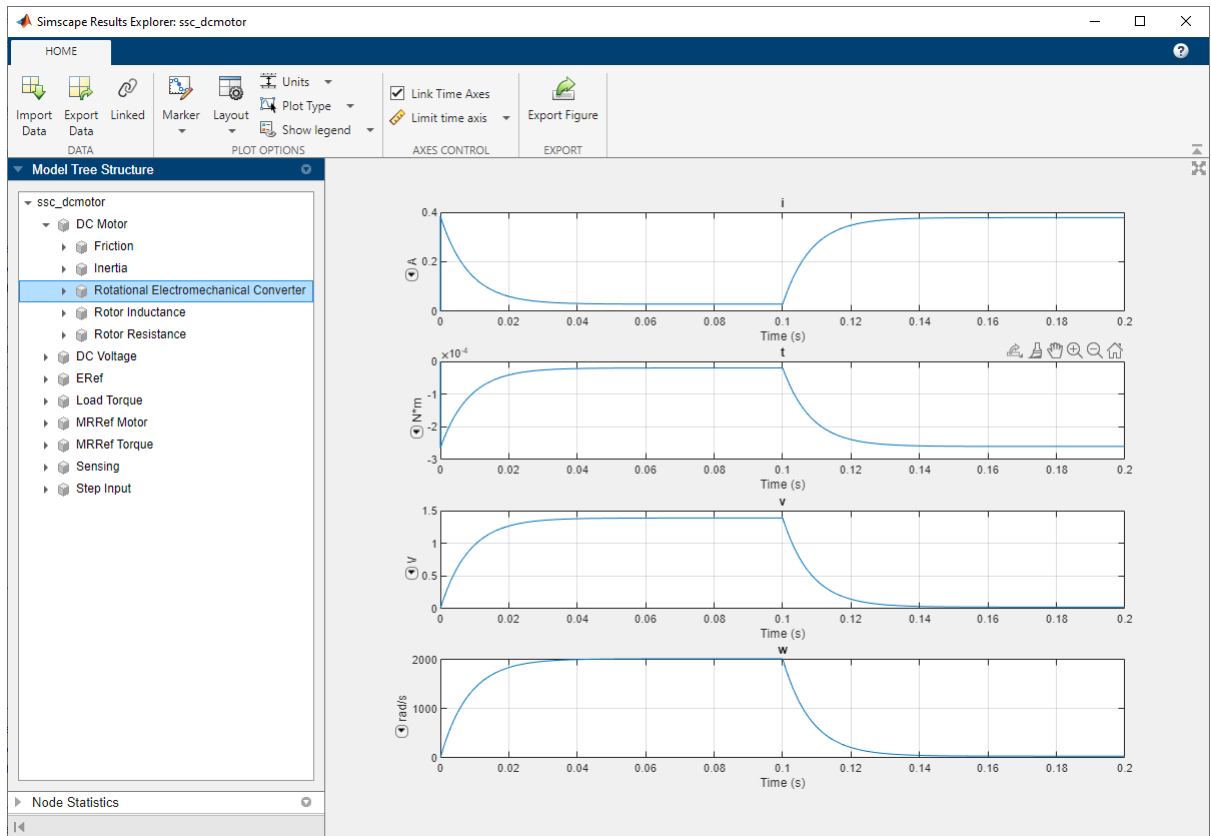 Simscape Results Explorer: ssc_dcmotor
HOME
Import Data
Export Data
Linked
Marker
Layout
Units
Plot Type
Show legend
Link Time Axes
Limit time axis
Export Figure
DATA
PLOT OPTIONS
AXES CONTROL
EXPORT
Model Tree Structure
ssc_dcmotor
DC Motor
Friction
Inertia
Rotational Electromechanical Converter
Rotor Inductance
Rotor Resistance
DC Voltage
ERef
Load Torque
MRRef Motor
MRRef Torque
Sensing
Step Input
Node Statistics
i
0.4
0.2
0
A
0 0.02 0.04 0.06 0.08 0.1 0.12 0.14 0.16 0.18 0.2
Time (s)
t
×10⁻⁴
0
-1
-2
-3
N*m
0 0.02 0.04 0.06 0.08 0.1 0.12 0.14 0.16 0.18 0.2
Time (s)
v
1.5
1
0.5
0
V
0 0.02 0.04 0.06 0.08 0.1 0.12 0.14 0.16 0.18 0.2
Time (s)
w
2000
1000
0
rad/s
0 0.02 0.04 0.06 0.08 0.1 0.12 0.14 0.16 0.18 0.2
Time (s)